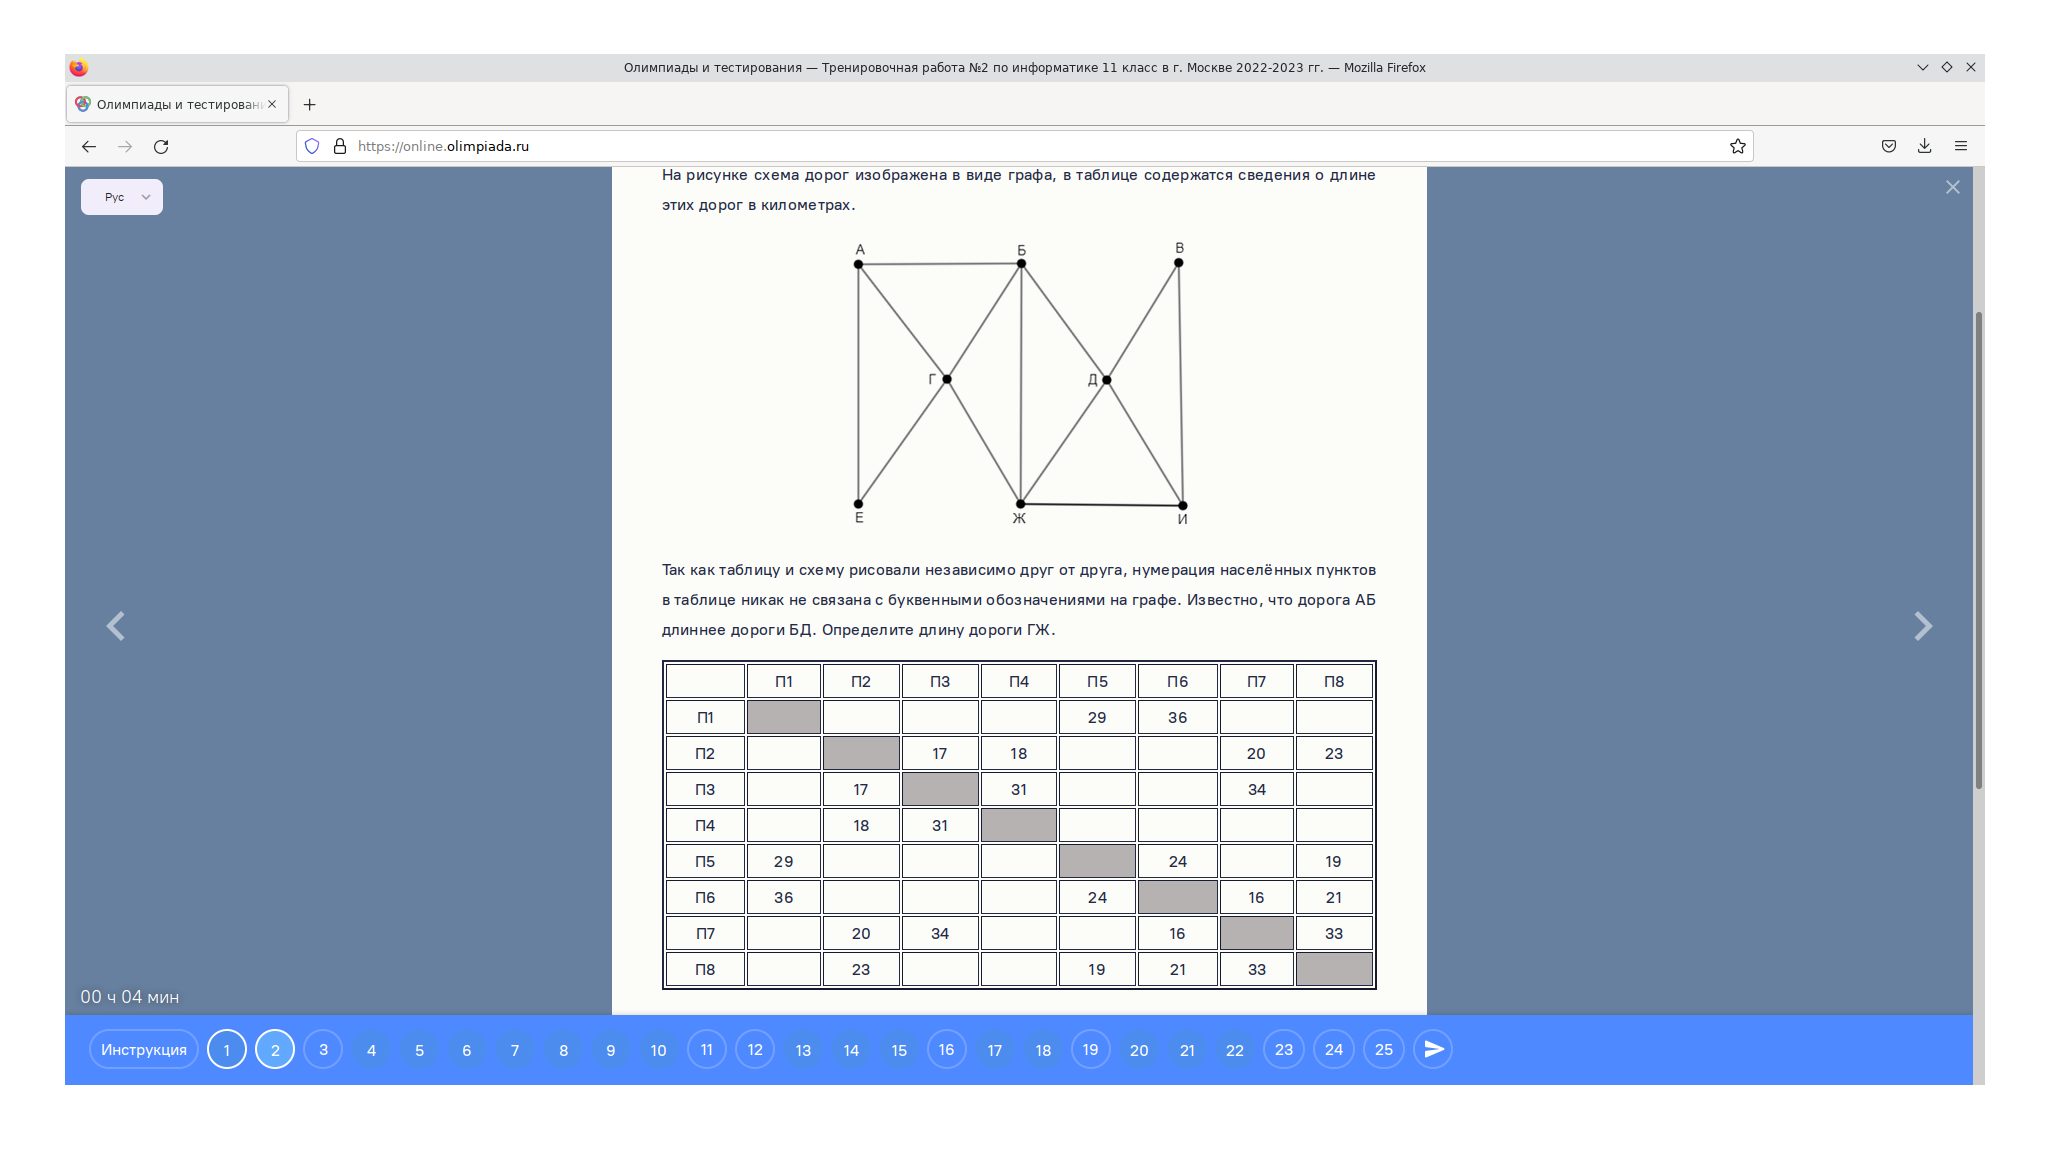 Олимпиады и тестирования — Тренировочная работа №2 по информатике 11 класс в г. Москве 2022-2023 гг. — Mozilla Firefox
Олимпиады и тестирован
https://online.olimpiada.ru
Рус
На рисунке схема дорог изображена в виде графа, в таблице содержатся сведения о длине
этих дорог в километрах.
А Б В
Г Д
Е Ж И
Так как таблицу и схему рисовали независимо друг от друга, нумерация населённых пунктов
в таблице никак не связана с буквенными обозначениями на графе. Известно, что дорога АБ
длиннее дороги БД. Определите длину дороги ГЖ.
П1 П2 П3 П4 П5 П6 П7 П8
П1 29 36
П2 17 18 20 23
П3 17 31 34
П4 18 31
П5 29 24 19
П6 36 24 16 21
П7 20 34 16 33
П8 23 19 21 33
00 ч 04 мин
Инструкция 1 2 3 4 5 6 7 8 9 10 11 12 13 14 15 16 17 18 19 20 21 22 23 24 25